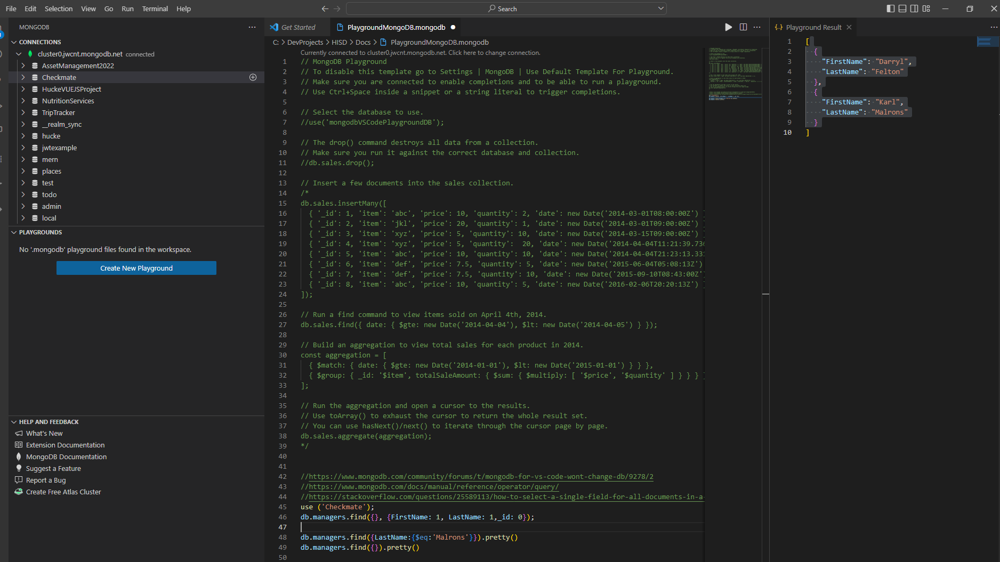 File Edit Selection View Go Run Terminal Help
Search
MONGODB
CONNECTIONS
cluster0.jwcnt.mongodb.net connected
AssetManagement2022
Checkmate
HuckeVUEJSProject
NutritionServices
TripTracker
__realm_sync
hucke
jwtexample
mern
places
test
todo
admin
local
PLAYGROUNDS
No '.mongodb' playground files found in the workspace.
Create New Playground
HELP AND FEEDBACK
What's New
Extension Documentation
MongoDB Documentation
Suggest a Feature
Report a Bug
Create Free Atlas Cluster
Get Started PlaygroundMongoDB.mongodb
C: > DevProjects > HISD > Docs > PlaygroundMongoDB.mongodb
Currently connected to cluster0.jwcnt.mongodb.net. Click here to change connection.
1 // MongoDB Playground
2 // To disable this template go to Settings | MongoDB | Use Default Template For Playground.
3 // Make sure you are connected to enable completions and to be able to run a playground.
4 // Use Ctrl+Space inside a snippet or a string literal to trigger completions.
5
6 // Select the database to use.
7 //use('mongodbVSCodePlaygroundDB');
8
9 // The drop() command destroys all data from a collection.
10 // Make sure you run it against the correct database and collection.
11 //db.sales.drop();
12
13 // Insert a few documents into the sales collection.
14 /*
15 db.sales.insertMany([
16 { '_id': 1, 'item': 'abc', 'price': 10, 'quantity': 2, 'date': new Date('2014-03-01T08:00:00Z')
17 { '_id': 2, 'item': 'jkl', 'price': 20, 'quantity': 1, 'date': new Date('2014-03-01T09:00:00Z')
18 { '_id': 3, 'item': 'xyz', 'price': 5, 'quantity': 10, 'date': new Date('2014-03-15T09:00:00Z')
19 { '_id': 4, 'item': 'xyz', 'price': 5, 'quantity':  20, 'date': new Date('2014-04-04T11:21:39.736
20 { '_id': 5, 'item': 'abc', 'price': 10, 'quantity': 10, 'date': new Date('2014-04-04T21:23:13.331
21 { '_id': 6, 'item': 'def', 'price': 7.5, 'quantity': 5, 'date': new Date('2015-06-04T05:08:13Z')
22 { '_id': 7, 'item': 'def', 'price': 7.5, 'quantity': 10, 'date': new Date('2015-09-10T08:43:00Z')
23 { '_id': 8, 'item': 'abc', 'price': 10, 'quantity': 5, 'date': new Date('2016-02-06T20:20:13Z')
24 ]);
25
26 // Run a find command to view items sold on April 4th, 2014.
27 db.sales.find({ date: { $gte: new Date('2014-04-04'), $lt: new Date('2014-04-05') } });
28
29 // Build an aggregation to view total sales for each product in 2014.
30 const aggregation = [
31 { $match: { date: { $gte: new Date('2014-01-01'), $lt: new Date('2015-01-01') } } },
32 { $group: { _id: '$item', totalSaleAmount: { $sum: { $multiply: [ '$price', '$quantity' ] } } }
33 ];
34
35 // Run the aggregation and open a cursor to the results.
36 // Use toArray() to exhaust the cursor to return the whole result set.
37 // You can use hasNext()/next() to iterate through the cursor page by page.
38 db.sales.aggregate(aggregation);
39 */
40
41
42 //https://www.mongodb.com/community/forums/t/mongodb-for-vs-code-wont-change-db/9278/2
43 //https://www.mongodb.com/docs/manual/reference/operator/query/
44 //https://stackoverflow.com/questions/25589113/how-to-select-a-single-field-for-all-documents-in-a-
45 use ('Checkmate');
46 db.managers.find({}, {FirstName: 1, LastName: 1,_id: 0});
47
48 db.managers.find({LastName:{$eq:'Malrons'}}).pretty()
49 db.managers.find({}).pretty()
50
Playground Result
1 [
2 {
3 "FirstName": "Darryl",
4 "LastName": "Felton"
5 },
6 {
7 "FirstName": "Karl",
8 "LastName": "Malrons"
9 }
10 ]